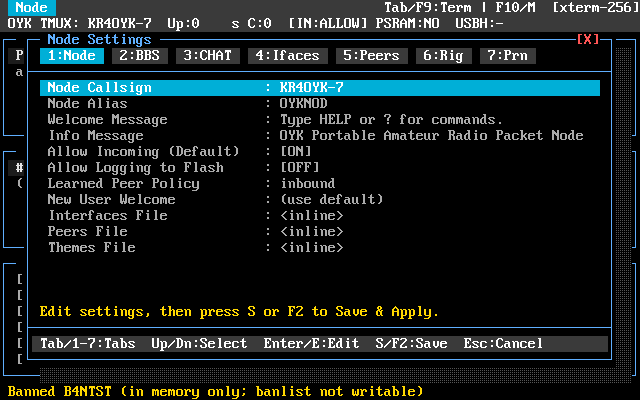 Node Tab/F9:Term | F10/M [xterm-256]
OYK TMUX: KR4OYK-7 Up:0 s C:0 [IN:ALLOW] PSRAM:NO USBH:-
Node Settings [X]
P 1:Node 2:BBS 3:CHAT 4:Ifaces 5:Peers 6:Rig 7:Prn
a
Node Callsign : KR4OYK-7
Node Alias : OYKNOD
Welcome Message : Type HELP or ? for commands.
Info Message : OYK Portable Amateur Radio Packet Node
Allow Incoming (Default) : [ON]
# Allow Logging to Flash : [OFF]
( Learned Peer Policy : inbound
New User Welcome : (use default)
Interfaces File : <inline>
Peers File : <inline>
Themes File : <inline>
[
[
[ Edit settings, then press S or F2 to Save & Apply.
[
[ Tab/1-7:Tabs Up/Dn:Select Enter/E:Edit S/F2:Save Esc:Cancel
[
Banned B4NTST (in memory only; banlist not writable)